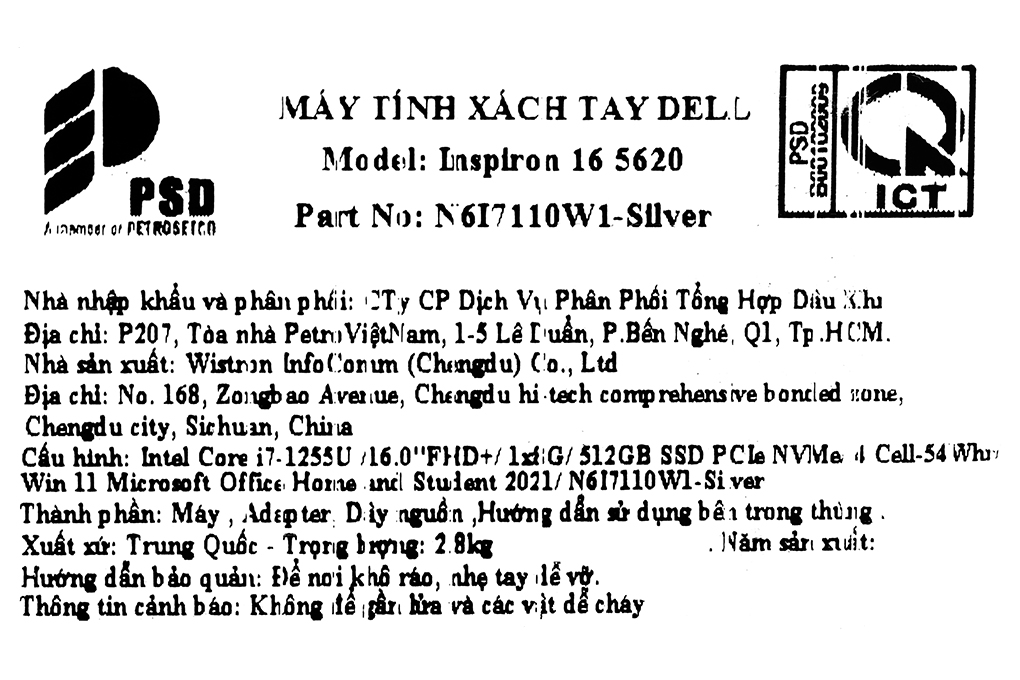 MÁY TÍNH XÁCH TAY DELL
Model: Inspiron 16 5620
Part No: N6I7110W1-Silver
PSD
A member of PETROSETCO
PSD
ICT
Nhà nhập khẩu và phân phối: CTy CP Dịch Vụ Phân Phối Tổng Hợp Dầu Khí
Địa chỉ: P207, Tòa nhà PetroViệtNam, 1-5 Lê Duẩn, P.Bến Nghé, Q1, Tp.HCM.
Nhà sản xuất: Wistron InfoComm (Chengdu) Co., Ltd
Địa chỉ: No. 168, Zongbao Avenue, Chengdu hi-tech comprehensive bonded zone,
Chengdu city, Sichuan, China
Cấu hình: Intel Core i7-1255U /16.0"FHD+/ 1x8G/ 512GB SSD PCIe NVMe/ 4 Cell-54Whr/
Win 11 Microsoft Office Home and Student 2021/ N6I7110W1-Silver
Thành phần: Máy , Adapter, Dây nguồn ,Hướng dẫn sử dụng bên trong thùng .
Xuất xứ: Trung Quốc - Trọng lượng: 2.8kg . Năm sản xuất:
Hướng dẫn bảo quản: Để nơi khô ráo, nhẹ tay dễ vỡ.
Thông tin cảnh báo: Không để gần lửa và các vật dễ cháy